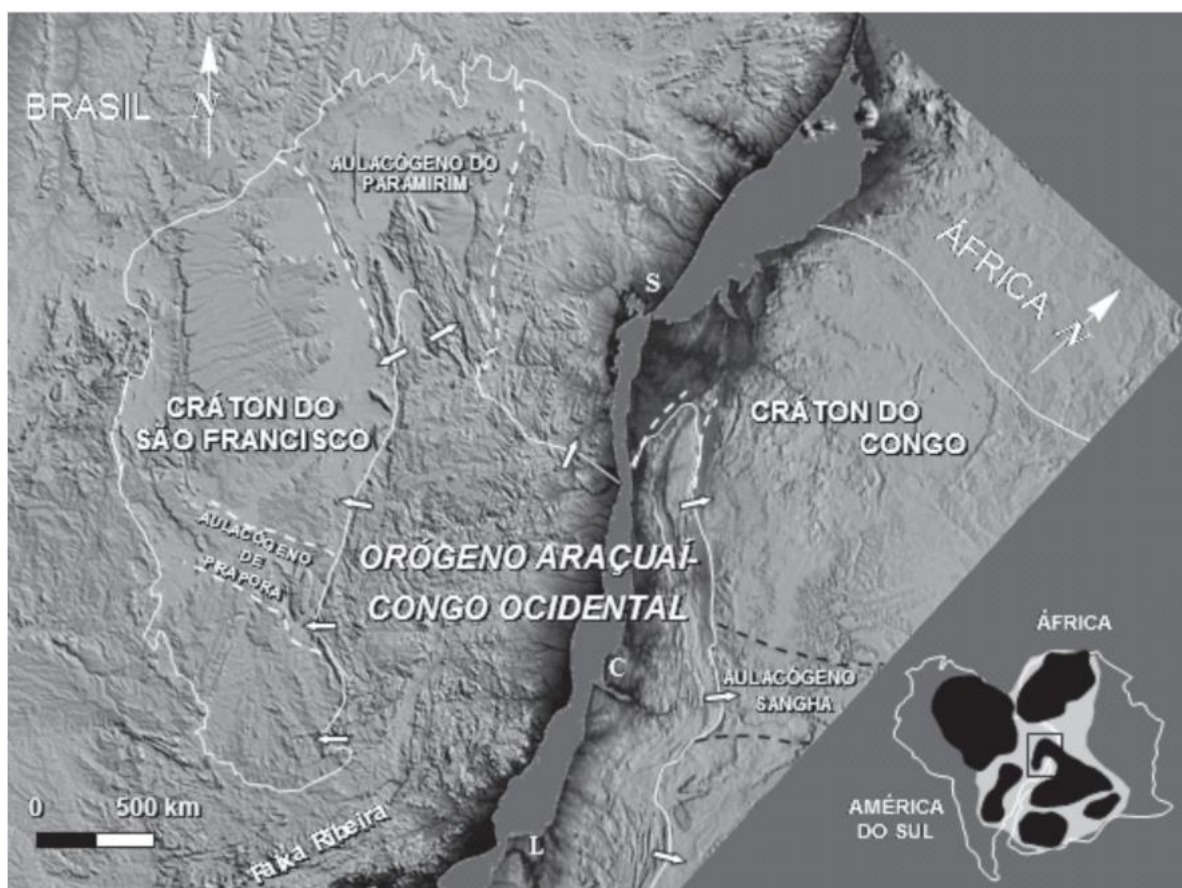 BRASIL
N
AULACÓGENO DO
PARAMIRIM
ÁFRICA
N
S
CRÁTON DO
SÃO FRANCISCO
CRÁTON DO
CONGO
AULACÓGENO
DE
PIRAPORA
ORÓGENO ARAÇUAÍ-
CONGO OCIDENTAL
C
AULACÓGENO
SANGHA
ÁFRICA
AMÉRICA
DO SUL
0 500 km
Faixa Ribeira
L